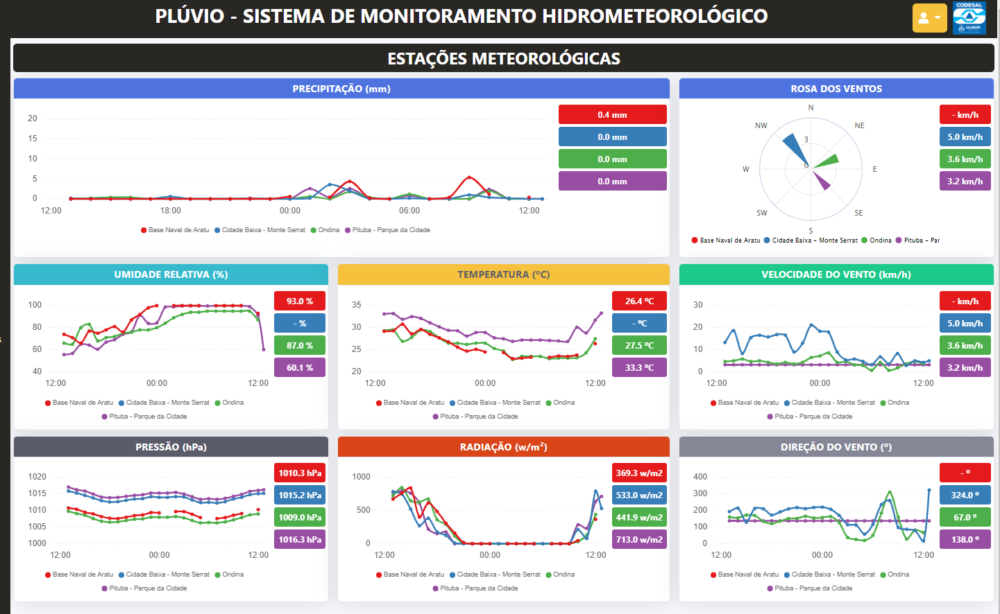 PLÚVIO - SISTEMA DE MONITORAMENTO HIDROMETEOROLÓGICO
CODESAL
SALVADOR
ESTAÇÕES METEOROLÓGICAS
PRECIPITAÇÃO (mm)
20
15
10
5
0
12:00 18:00 00:00 06:00 12:00
0.4 mm
0.0 mm
0.0 mm
0.0 mm
Base Naval de Aratu Cidade Baixa - Monte Serrat Ondina Pituba - Parque da Cidade
ROSA DOS VENTOS
N
NW NE
3
W 0 E
SW SE
S
- km/h
5.0 km/h
3.6 km/h
3.2 km/h
Base Naval de Aratu Cidade Baixa - Monte Serrat Ondina Pituba - Par
UMIDADE RELATIVA (%)
100
80
60
40
12:00 00:00 12:00
93.0 %
- %
87.0 %
60.1 %
Base Naval de Aratu Cidade Baixa - Monte Serrat Ondina
Pituba - Parque da Cidade
TEMPERATURA (ºC)
35
30
25
20
12:00 00:00 12:00
26.4 ºC
- ºC
27.5 ºC
33.3 ºC
Base Naval de Aratu Cidade Baixa - Monte Serrat Ondina
Pituba - Parque da Cidade
VELOCIDADE DO VENTO (km/h)
30
20
10
0
12:00 00:00 12:00
- km/h
5.0 km/h
3.6 km/h
3.2 km/h
Base Naval de Aratu Cidade Baixa - Monte Serrat Ondina
Pituba - Parque da Cidade
PRESSÃO (hPa)
1020
1015
1010
1005
1000
12:00 00:00 12:00
1010.3 hPa
1015.2 hPa
1009.0 hPa
1016.3 hPa
Base Naval de Aratu Cidade Baixa - Monte Serrat Ondina
Pituba - Parque da Cidade
RADIAÇÃO (w/m²)
1000
500
0
12:00 00:00 12:00
369.3 w/m2
533.0 w/m2
441.9 w/m2
713.0 w/m2
Base Naval de Aratu Cidade Baixa - Monte Serrat Ondina
Pituba - Parque da Cidade
DIREÇÃO DO VENTO (º)
400
300
200
100
0
12:00 00:00 12:00
- º
324.0 º
67.0 º
138.0 º
Base Naval de Aratu Cidade Baixa - Monte Serrat Ondina
Pituba - Parque da Cidade